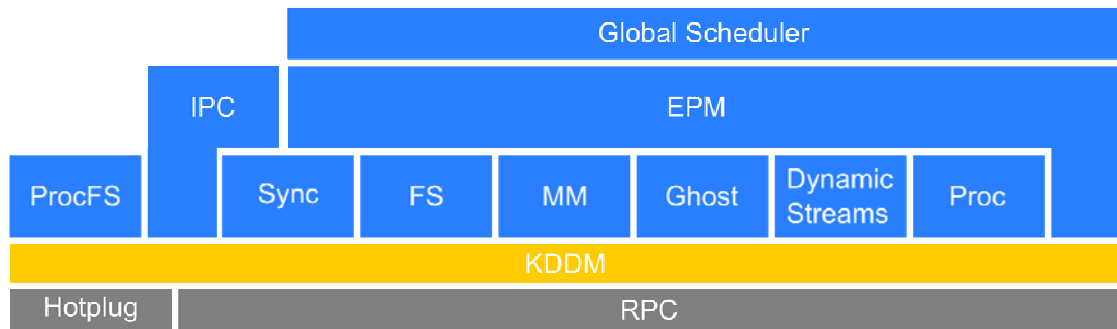 Global Scheduler
IPC
EPM
ProcFS
Sync
FS
MM
Ghost
Dynamic
Streams
Proc
KDDM
Hotplug
RPC